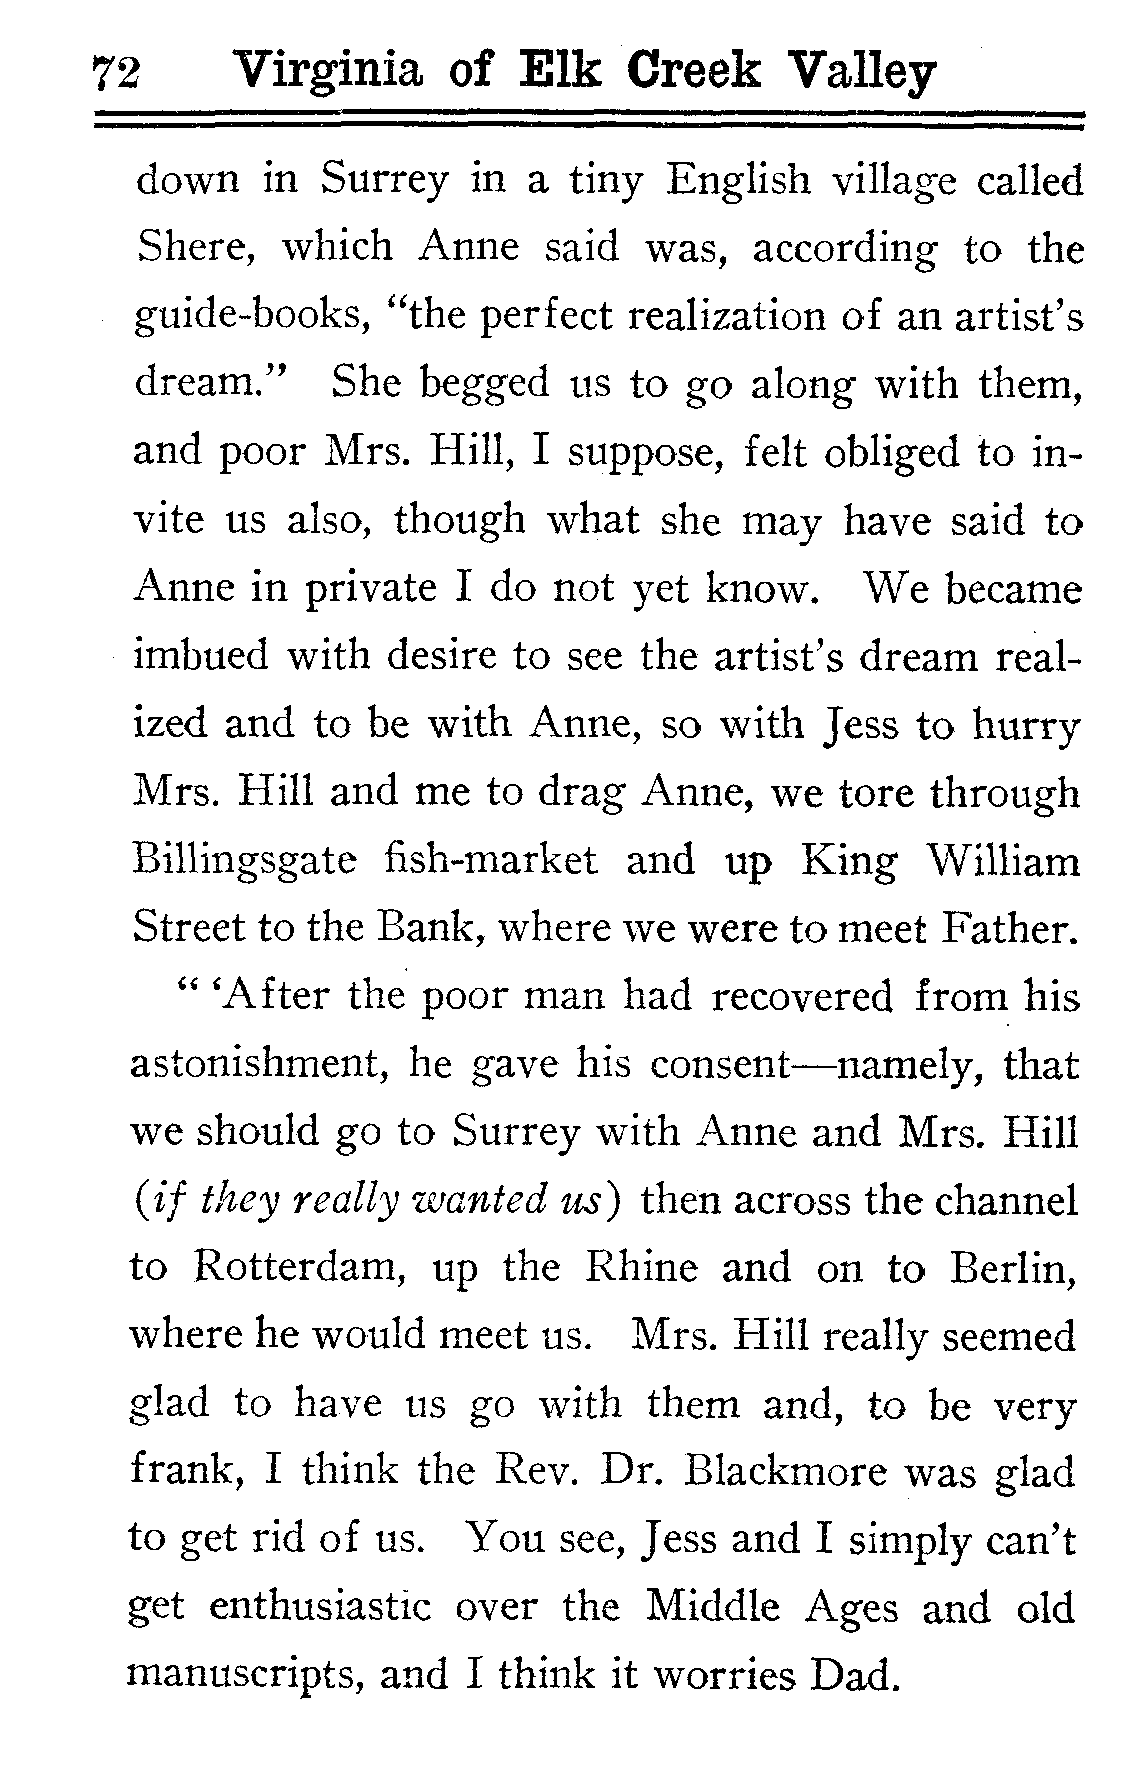 72 Virginia of Elk Creek Valley
down in Surrey in a tiny English village called
Shere, which Anne said was, according to the
guide-books, "the perfect realization of an artist's
dream." She begged us to go along with them,
and poor Mrs. Hill, I suppose, felt obliged to in-
vite us also, though what she may have said to
Anne in private I do not yet know. We became
imbued with desire to see the artist's dream real-
ized and to be with Anne, so with Jess to hurry
Mrs. Hill and me to drag Anne, we tore through
Billingsgate fish-market and up King William
Street to the Bank, where we were to meet Father.
" 'After the poor man had recovered from his
astonishment, he gave his consent—namely, that
we should go to Surrey with Anne and Mrs. Hill
(if they really wanted us) then across the channel
to Rotterdam, up the Rhine and on to Berlin,
where he would meet us. Mrs. Hill really seemed
glad to have us go with them and, to be very
frank, I think the Rev. Dr. Blackmore was glad
to get rid of us. You see, Jess and I simply can't
get enthusiastic over the Middle Ages and old
manuscripts, and I think it worries Dad.